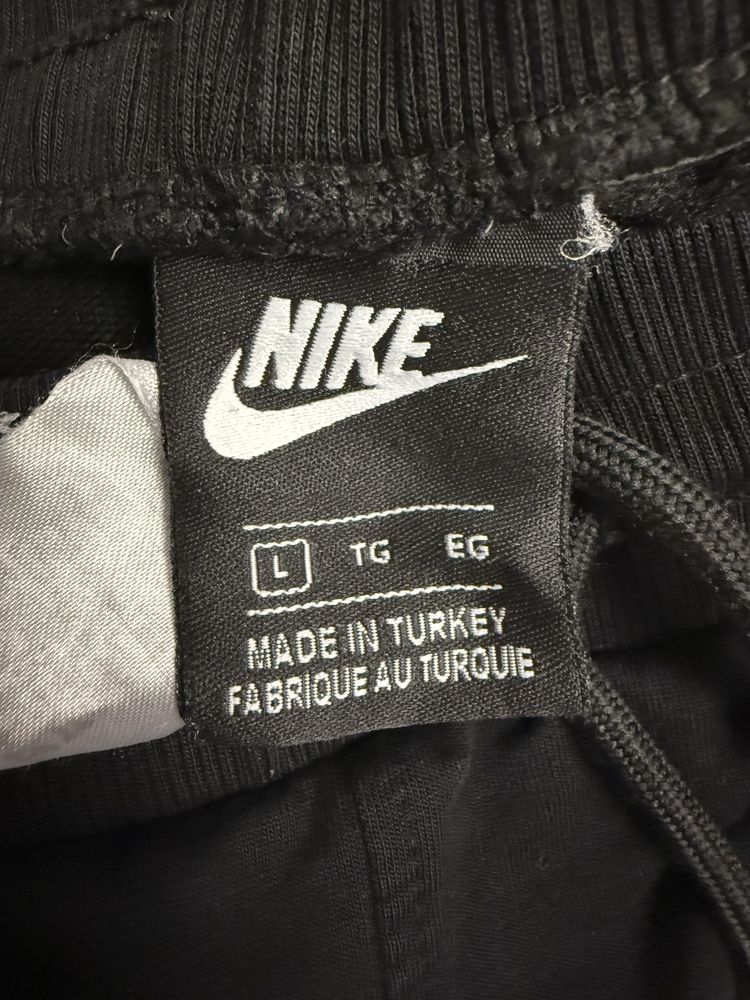 NIKE
L TG EG
MADE IN TURKEY
FABRIQUE AU TURQUIE